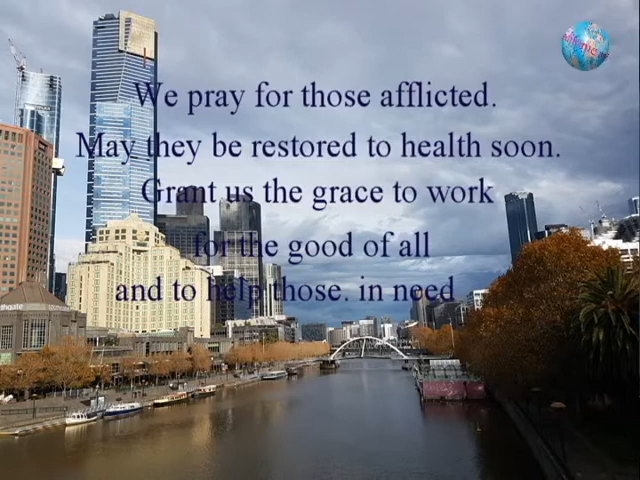 We pray for those afflicted.
May they be restored to health soon.
Grant us the grace to work
for the good of all
and to help those. in need